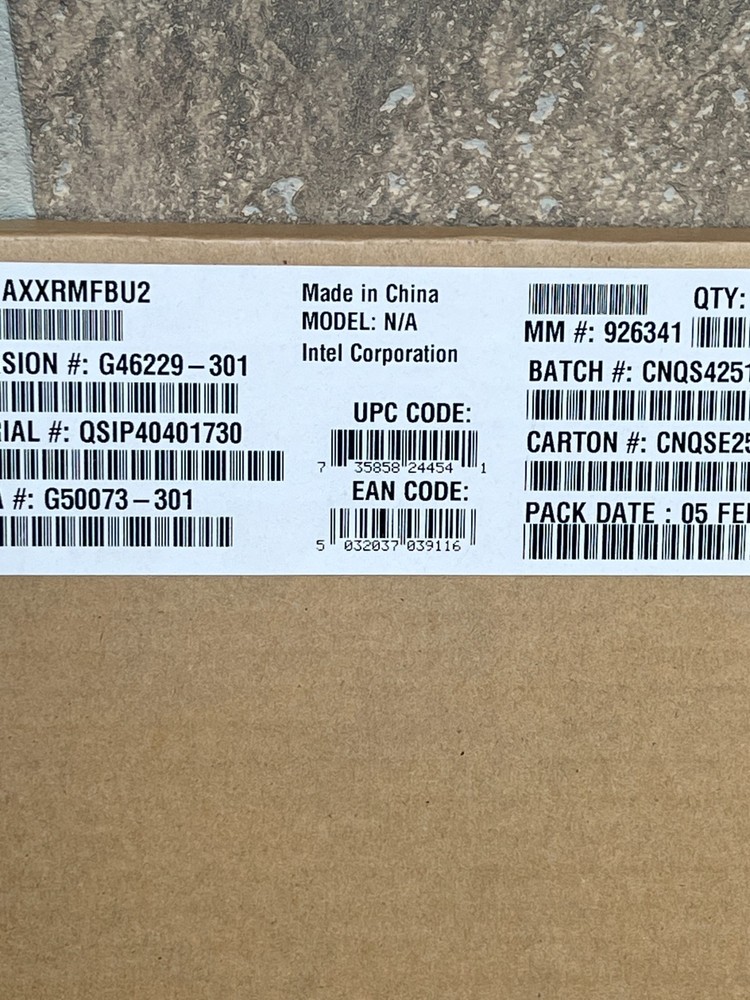 AXXRMFBU2
SION #: G46229-301
IAL #: QSIP40401730
#: G50073-301
Made in China
MODEL: N/A
Intel Corporation
UPC CODE:
7 35858 24454 1
EAN CODE:
5 032037 039116
QTY:
MM #: 926341
BATCH #: CNQS4251
CARTON #: CNQSE25
PACK DATE : 05 FE